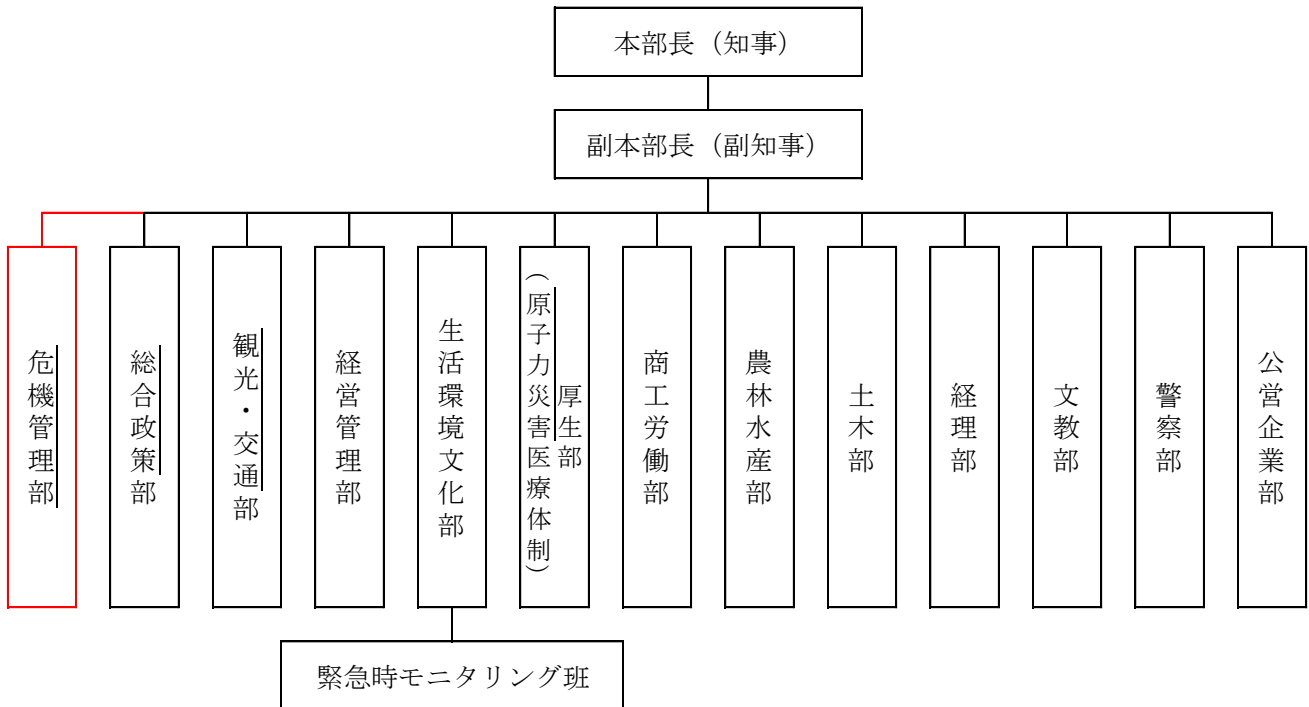 本部長（知事）
副本部長（副知事）
危機管理部
総合政策部
観光・交通部
経営管理部
生活環境文化部
厚生部
（原子力災害医療体制）
商工労働部
農林水産部
土木部
経理部
文教部
警察部
公営企業部
緊急時モニタリング班